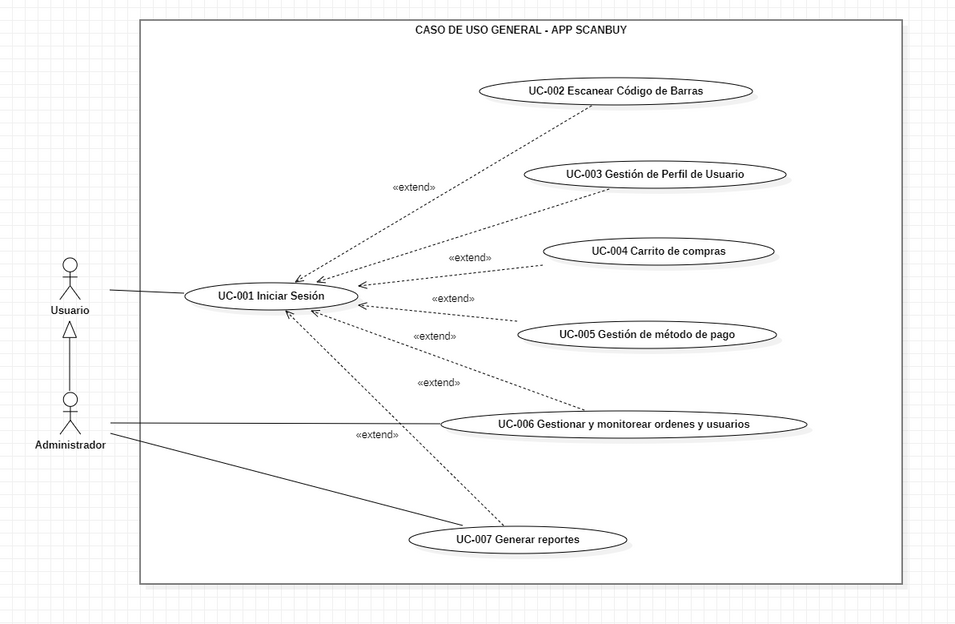 CASO DE USO GENERAL - APP SCANBUY
UC-002 Escanear Código de Barras
UC-003 Gestión de Perfil de Usuario
«extend»
UC-004 Carrito de compras
«extend»
UC-001 Iniciar Sesión
«extend»
Usuario
UC-005 Gestión de método de pago
«extend»
«extend»
UC-006 Gestionar y monitorear ordenes y usuarios
«extend»
Administrador
UC-007 Generar reportes